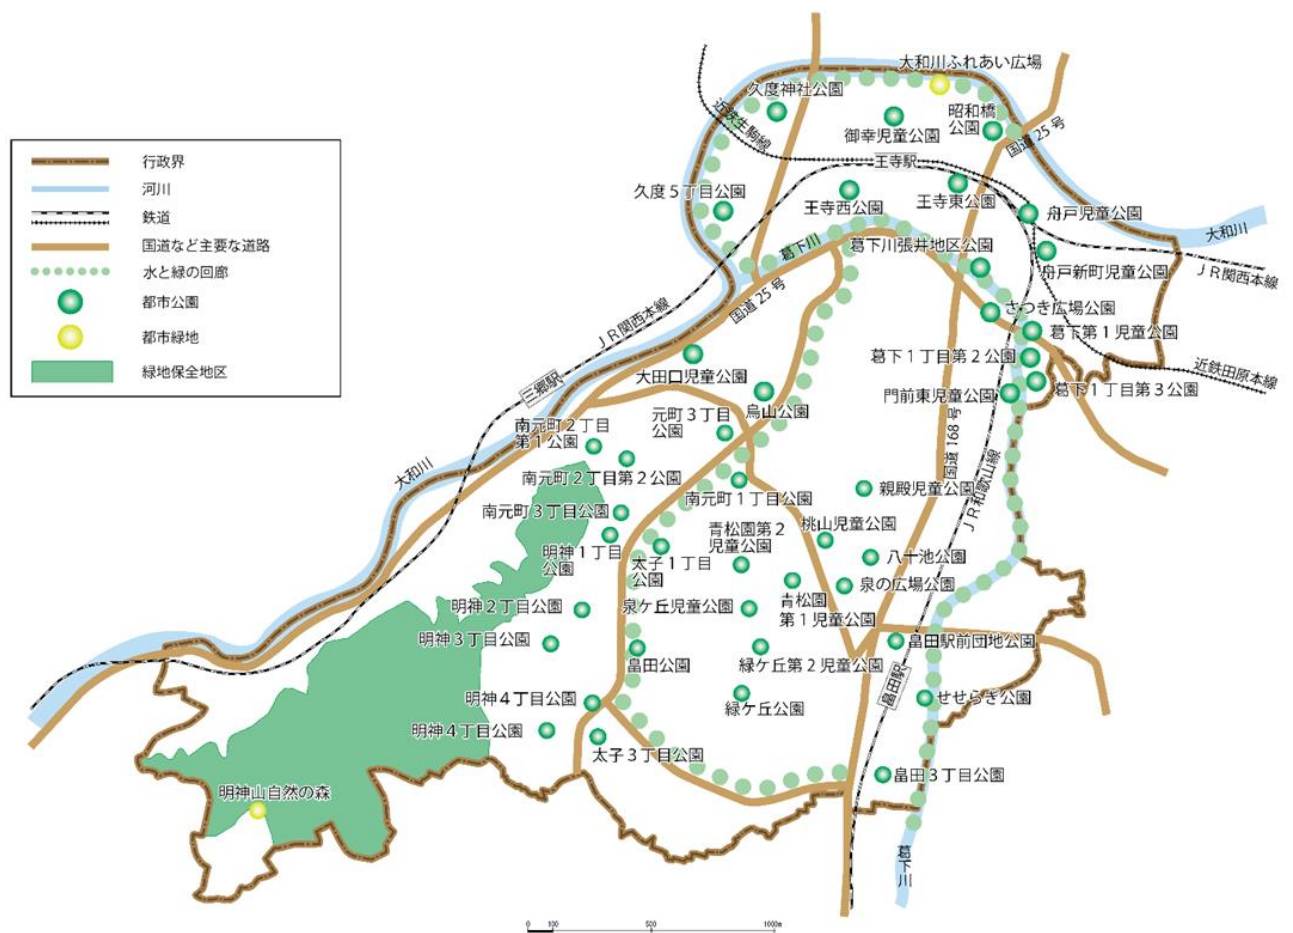 行政界
河川
鉄道
国道など主要な道路
水と緑の回廊
都市公園
都市緑地
緑地保全地区
大和川ふれあい広場
久度神社公園
近鉄生駒線
御幸児童公園
昭和橋
公園
国道 25 号
王寺駅
久度5丁目公園
王寺西公園
王寺東公園
舟戸児童公園
大和川
葛下川
葛下川張井地区公園
舟戸新町児童公園
JR関西本線
国道 25 号
さつき広場公園
JR関西本線
葛下第1児童公園
葛下1丁目第2公園
近鉄田原本線
大田口児童公園
三郷駅
門前東児童公園
葛下1丁目第3公園
烏山公園
元町3丁目
公園
南元町2丁目
第1公園
国道 168 号
大和川
南元町2丁目第2公園
JR和歌山線
南元町1丁目公園
親殿児童公園
南元町3丁目公園
青松園第2
児童公園
桃山児童公園
明神1丁目
公園
太子1丁目
公園
八十池公園
泉の広場公園
青松園
第1児童公園
明神2丁目公園
泉ケ丘児童公園
明神3丁目公園
畠田公園
緑ケ丘第2児童公園
畠田駅前団地公園
畠田駅
明神4丁目公園
緑ケ丘公園
せせらぎ公園
明神4丁目公園
太子3丁目公園
畠田3丁目公園
明神山自然の森
葛下川
0 100 500 1000m